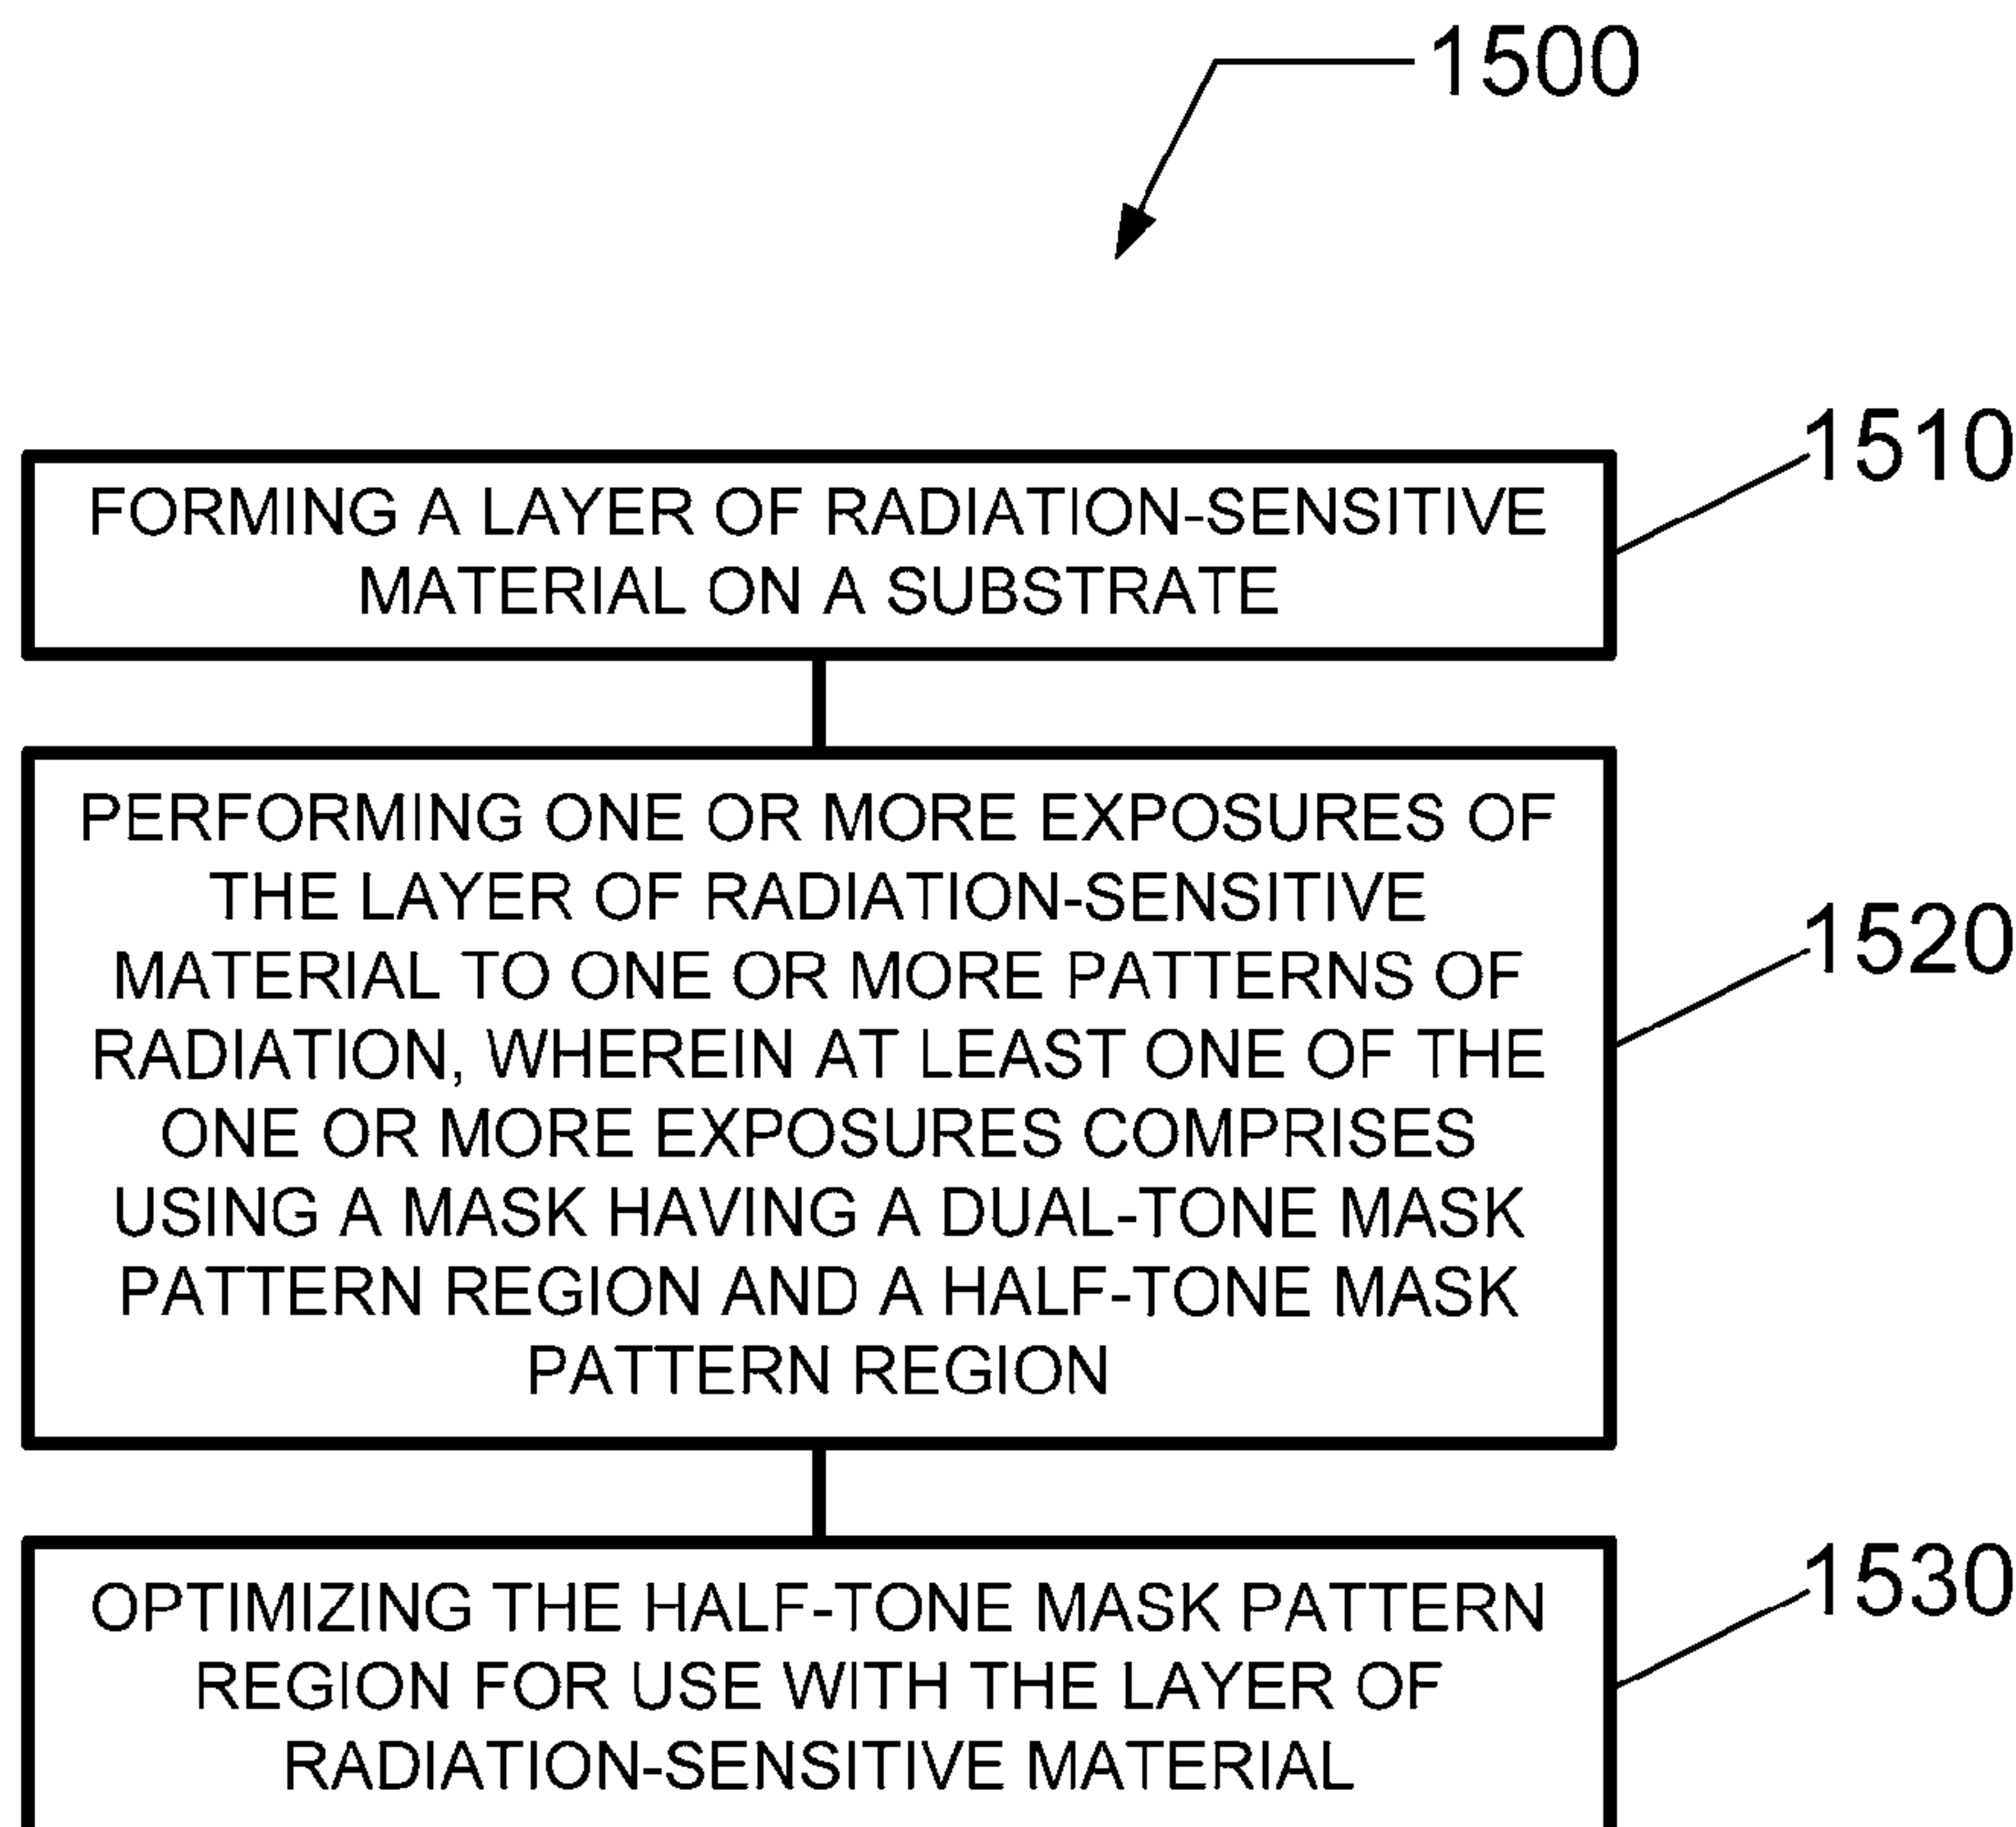 1500
1510
FORMING A LAYER OF RADIATION-SENSITIVE
MATERIAL ON A SUBSTRATE
1520
PERFORMING ONE OR MORE EXPOSURES OF
THE LAYER OF RADIATION-SENSITIVE
MATERIAL TO ONE OR MORE PATTERNS OF
RADIATION, WHEREIN AT LEAST ONE OF THE
ONE OR MORE EXPOSURES COMPRISES
USING A MASK HAVING A DUAL-TONE MASK
PATTERN REGION AND A HALF-TONE MASK
PATTERN REGION
1530
OPTIMIZING THE HALF-TONE MASK PATTERN
REGION FOR USE WITH THE LAYER OF
RADIATION-SENSITIVE MATERIAL